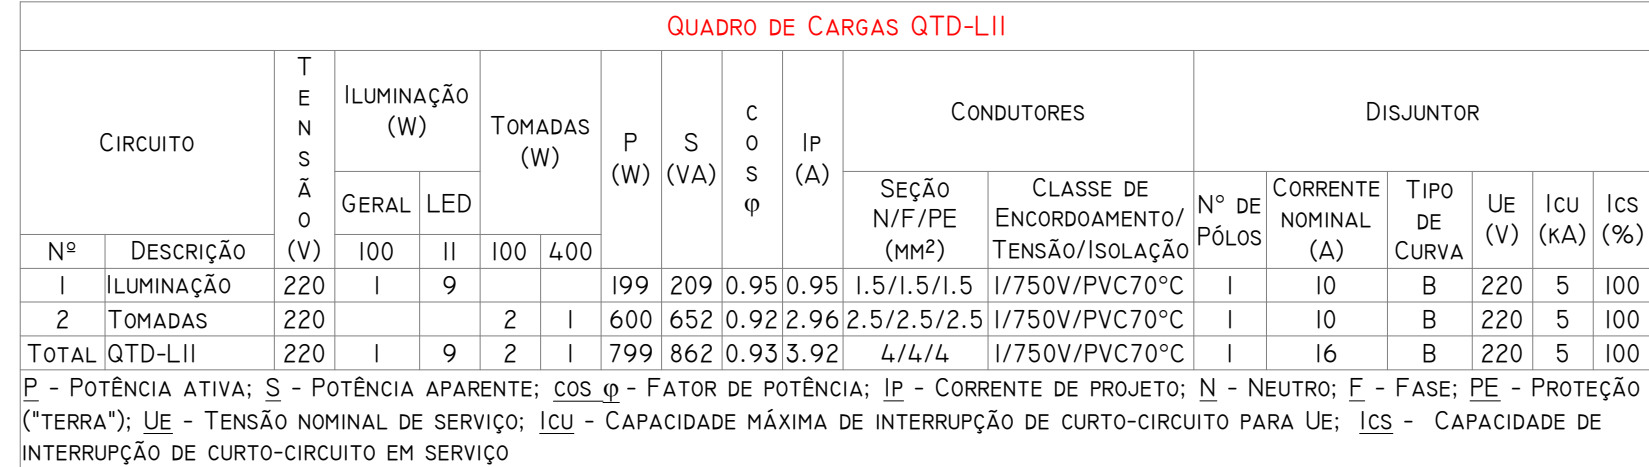 QUADRO DE CARGAS QTD-L11
CIRCUITO
TENSÃO (V)
ILUMINAÇÃO (W)
TOMADAS (W)
P (W)
S (VA)
COS φ
IP (A)
CONDUTORES
DISJUNTOR
GERAL LED
SEÇÃO N/F/PE (MM²)
CLASSE DE ENCORDOAMENTO/ TENSÃO/ISOLAÇÃO
N° DE PÓLOS
CORRENTE NOMINAL (A)
TIPO DE CURVA
UE (V)
ICU (KA)
ICS (%)
Nº DESCRIÇÃO 100 11 100 400
1 ILUMINAÇÃO 220 1 9 199 209 0.95 0.95 1.5/1.5/1.5 1/750V/PVC70°C 1 10 B 220 5 100
2 TOMADAS 220 2 1 600 652 0.92 2.96 2.5/2.5/2.5 1/750V/PVC70°C 1 10 B 220 5 100
TOTAL QTD-L11 220 1 9 2 1 799 862 0.93 3.92 4/4/4 1/750V/PVC70°C 1 16 B 220 5 100
P - POTÊNCIA ATIVA; S - POTÊNCIA APARENTE; COS φ - FATOR DE POTÊNCIA; IP - CORRENTE DE PROJETO; N - NEUTRO; F - FASE; PE - PROTEÇÃO
("TERRA"); UE - TENSÃO NOMINAL DE SERVIÇO; ICU - CAPACIDADE MÁXIMA DE INTERRUPÇÃO DE CURTO-CIRCUITO PARA UE; ICS - CAPACIDADE DE
INTERRUPÇÃO DE CURTO-CIRCUITO EM SERVIÇO